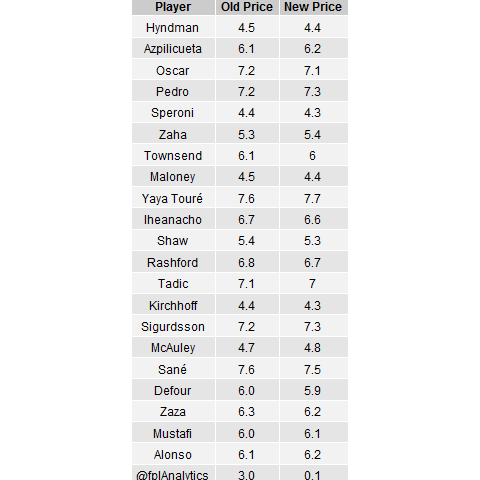 Player Old Price New Price
Hyndman 4.5 4.4
Azpilicueta 6.1 6.2
Oscar 7.2 7.1
Pedro 7.2 7.3
Speroni 4.4 4.3
Zaha 5.3 5.4
Townsend 6.1 6
Maloney 4.5 4.4
Yaya Touré 7.6 7.7
Iheanacho 6.7 6.6
Shaw 5.4 5.3
Rashford 6.8 6.7
Tadic 7.1 7
Kirchhoff 4.4 4.3
Sigurdsson 7.2 7.3
McAuley 4.7 4.8
Sané 7.6 7.5
Defour 6.0 5.9
Zaza 6.3 6.2
Mustafi 6.0 6.1
Alonso 6.1 6.2
@fplAnalytics 3.0 0.1